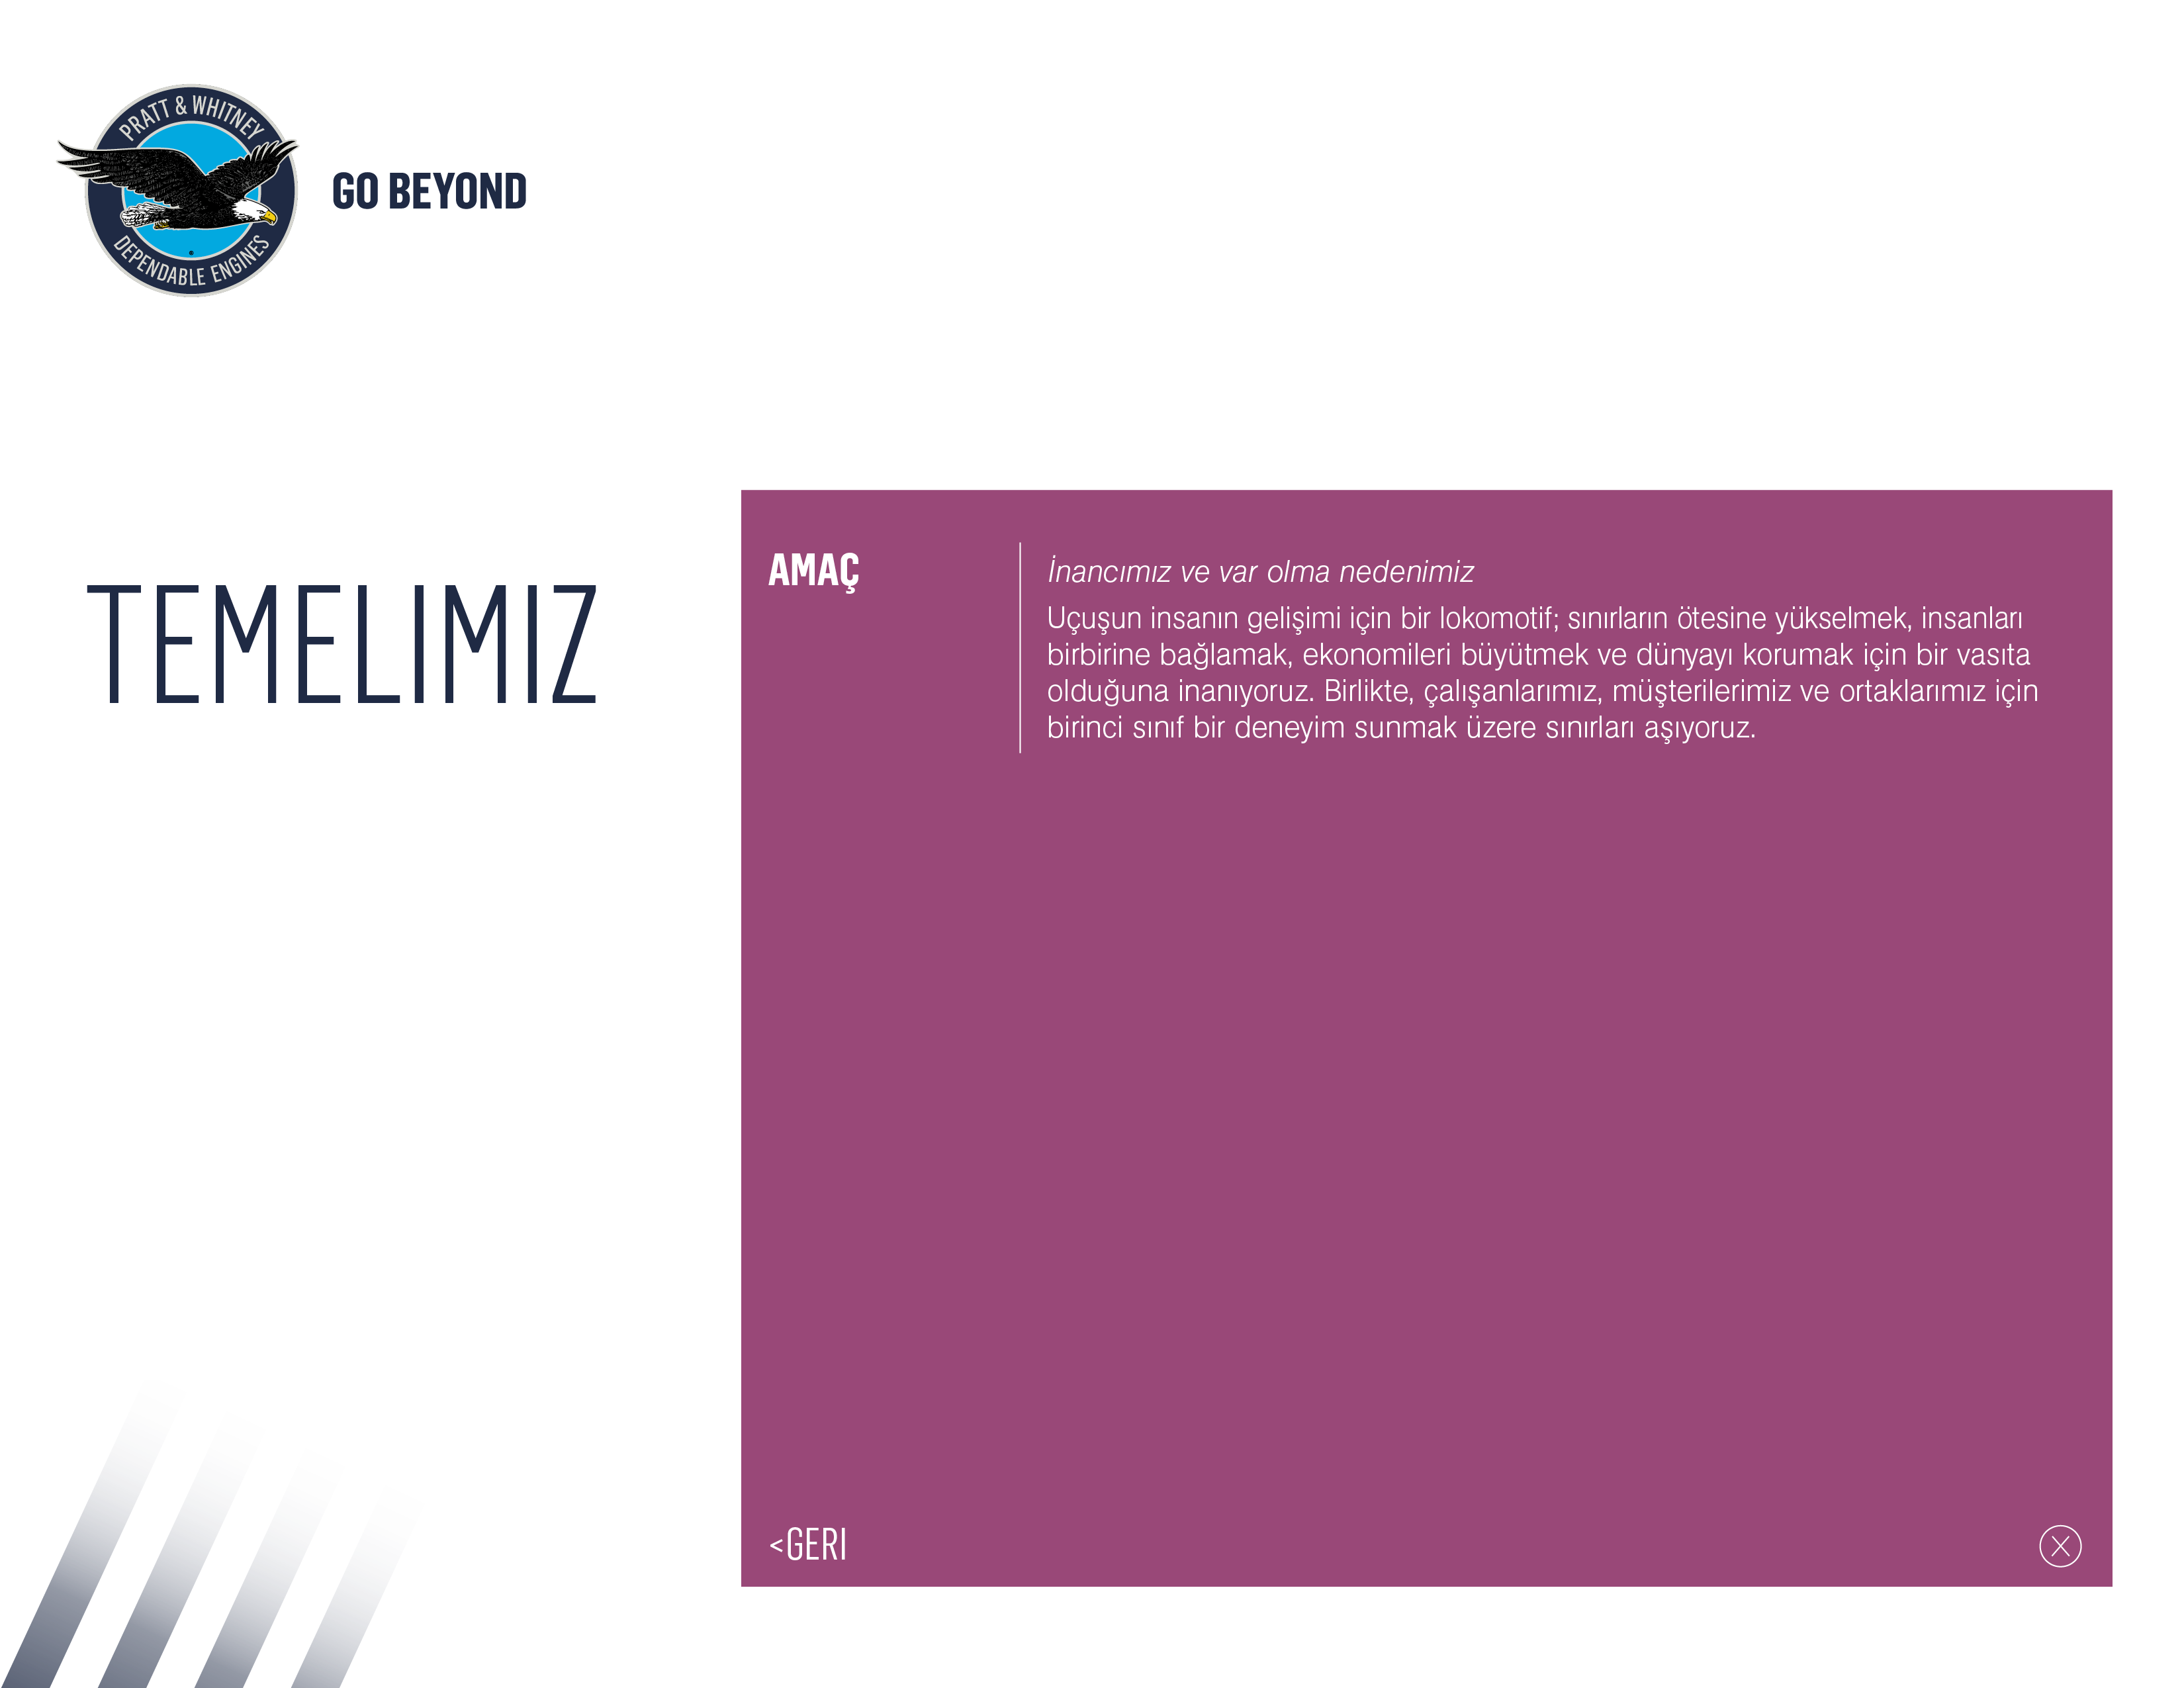 PRATT & WHITNEY
DEPENDABLE ENGINES
GO BEYOND
TEMELIMIZ
AMAÇ
İnancımız ve var olma nedenimiz
Uçuşun insanın gelişimi için bir lokomotif; sınırların ötesine yükselmek, insanları
birbirine bağlamak, ekonomileri büyütmek ve dünyayı korumak için bir vasıta
olduğuna inanıyoruz. Birlikte, çalışanlarımız, müşterilerimiz ve ortaklarımız için
birinci sınıf bir deneyim sunmak üzere sınırları aşıyoruz.
<GERI
X